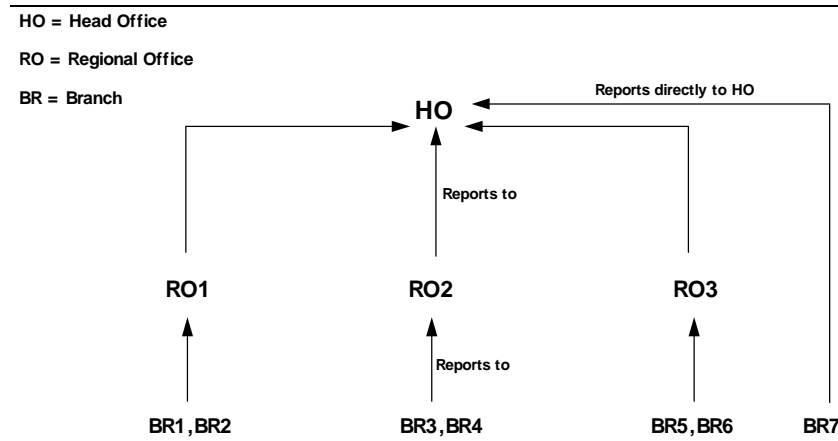 HO = Head Office
RO = Regional Office
BR = Branch
Reports directly to HO
HO
Reports to
RO1
RO2
RO3
Reports to
BR1,BR2
BR3,BR4
BR5,BR6
BR7